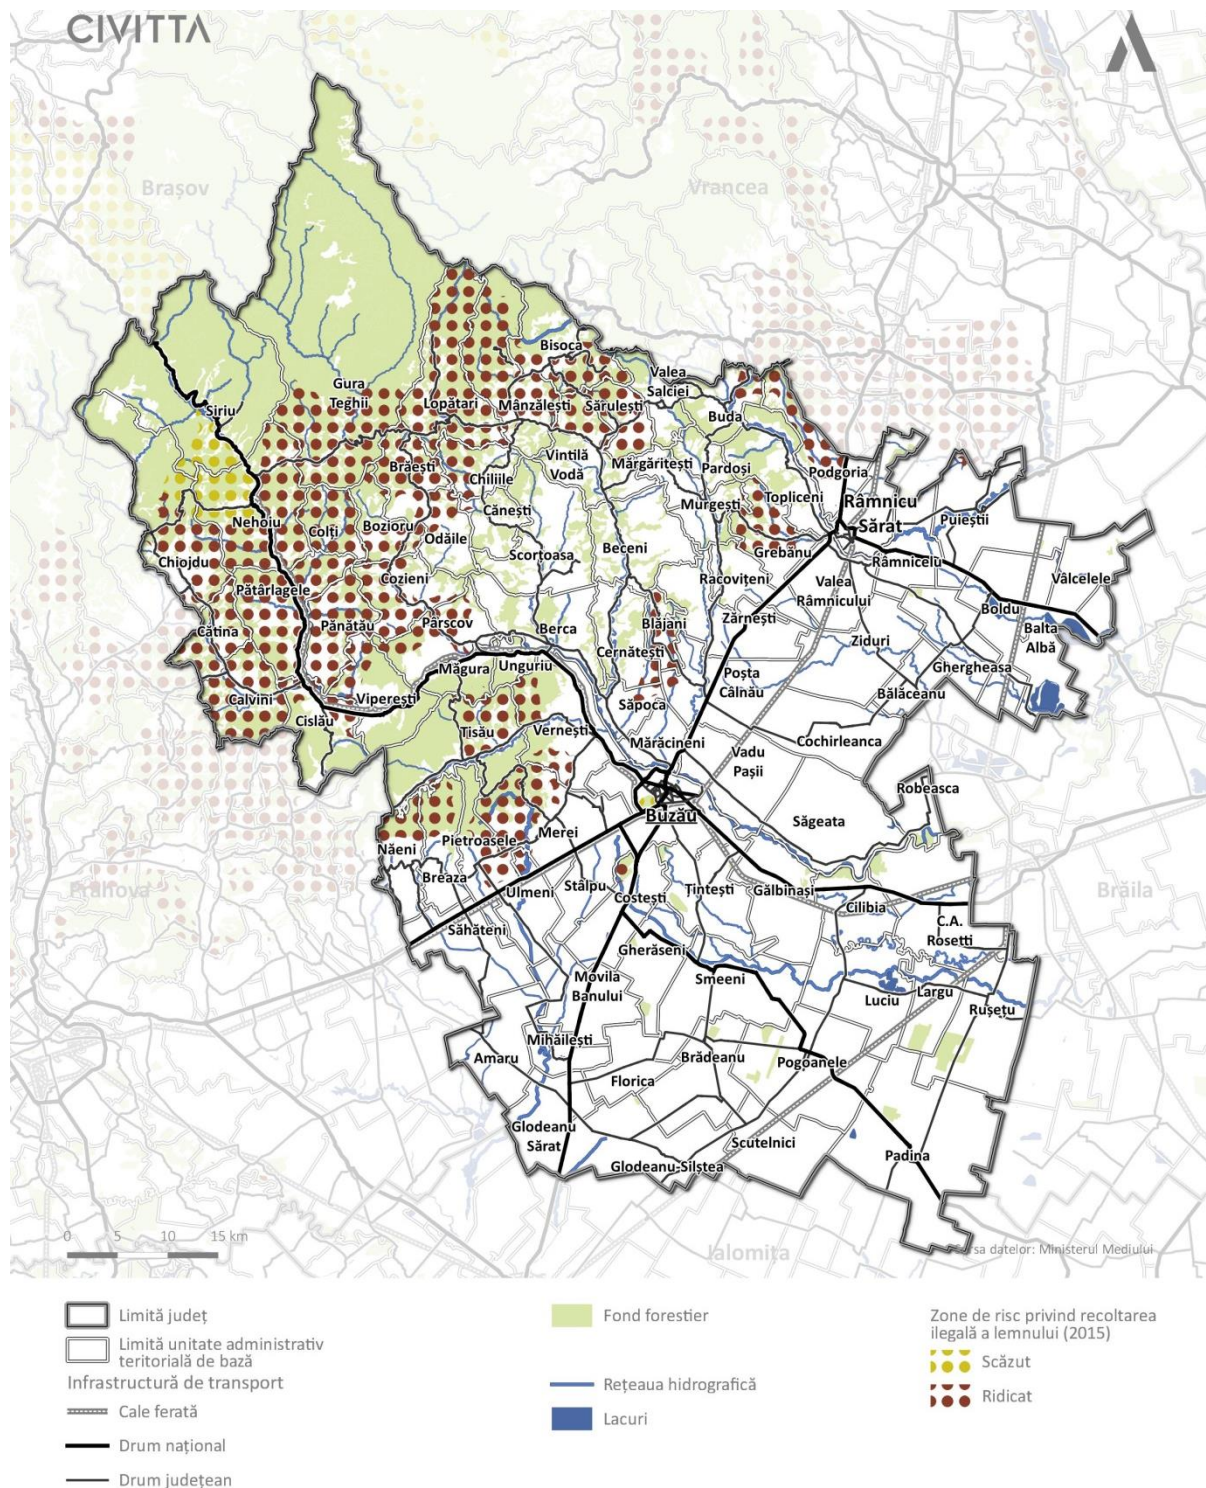 CIVITTA
Brașov
Vrancea
Bisoca
Valea
Salciei
Gura
Teghii
Lopătari
Mânzălești
Sărulești
Siriu
Buda
Vintilă
Vodă
Brăești
Chiliile
Mărgăritești
Pardoși
Podgoria
Cănești
Murgești
Topliceni
Râmnicu
Sărat
Puieștii
Nehoiu
Colți
Bozioru
Odăile
Scorțoasa
Beceni
Grebănu
Râmnicelu
Chiojdu
Cozieni
Racovițeni
Valea
Râmnicului
Vâlcelele
Pătârlagele
Boldu
Cătina
Pănătău
Pârscov
Berca
Blăjani
Zărnești
Ziduri
Balta
Albă
Cernătești
Ghergheasa
Măgura
Unguriu
Poșta
Câlnău
Bălăceanu
Calvini
Viperești
Săpoca
Cislău
Tisău
Vernești
Mărăcineni
Vadu
Pașii
Cochirleanca
Robeasca
Buzău
Săgeata
Merei
Năeni
Pietroasele
Breaza
Ulmeni
Stâlpu
Costești
Țintești
Gălbinași
Cilibia
Prahova
Brăila
Săhăteni
C.A.
Rosetti
Gherăseni
Movila
Banului
Smeeni
Luciu
Largu
Rușețu
Mihăilești
Amaru
Brădeanu
Pogoanele
Florica
Glodeanu
Sărat
Scutelnici
Padina
Glodeanu-Silștea
0 5 10 15 km
Ialomița
sa datelor: Ministerul Mediului
Limită județ
Limită unitate administrativ
teritorială de bază
Infrastructură de transport
Cale ferată
Drum național
Drum județean
Fond forestier
Rețeaua hidrografică
Lacuri
Zone de risc privind recoltarea
ilegală a lemnului (2015)
Scăzut
Ridicat